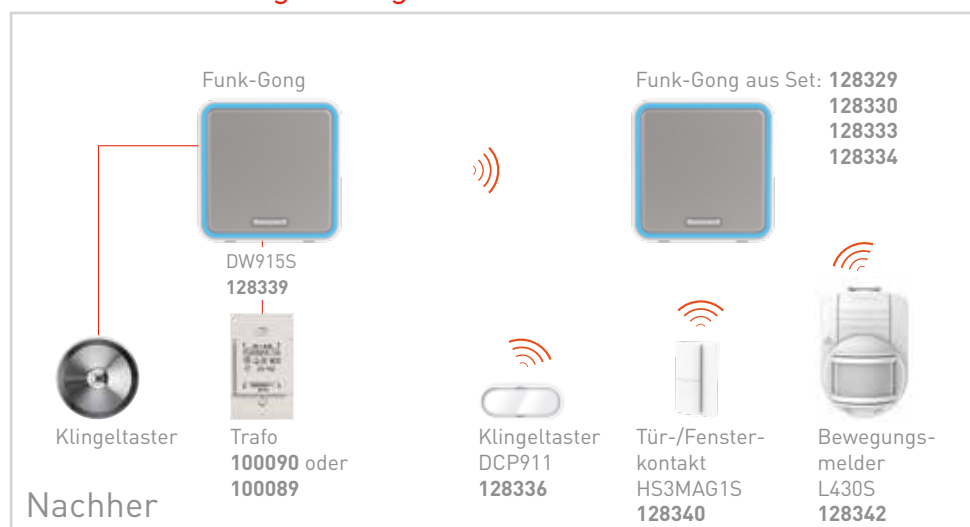 Funk-Gong
Funk-Gong aus Set: 128329
128330
128333
128334
DW915S
128339
Klingeltaster
Trafo
100090 oder
100089
Klingeltaster
DCP911
128336
Tür-/Fenster-
kontakt
HS3MAG1S
128340
Bewegungs-
melder
L430S
128342
Nachher